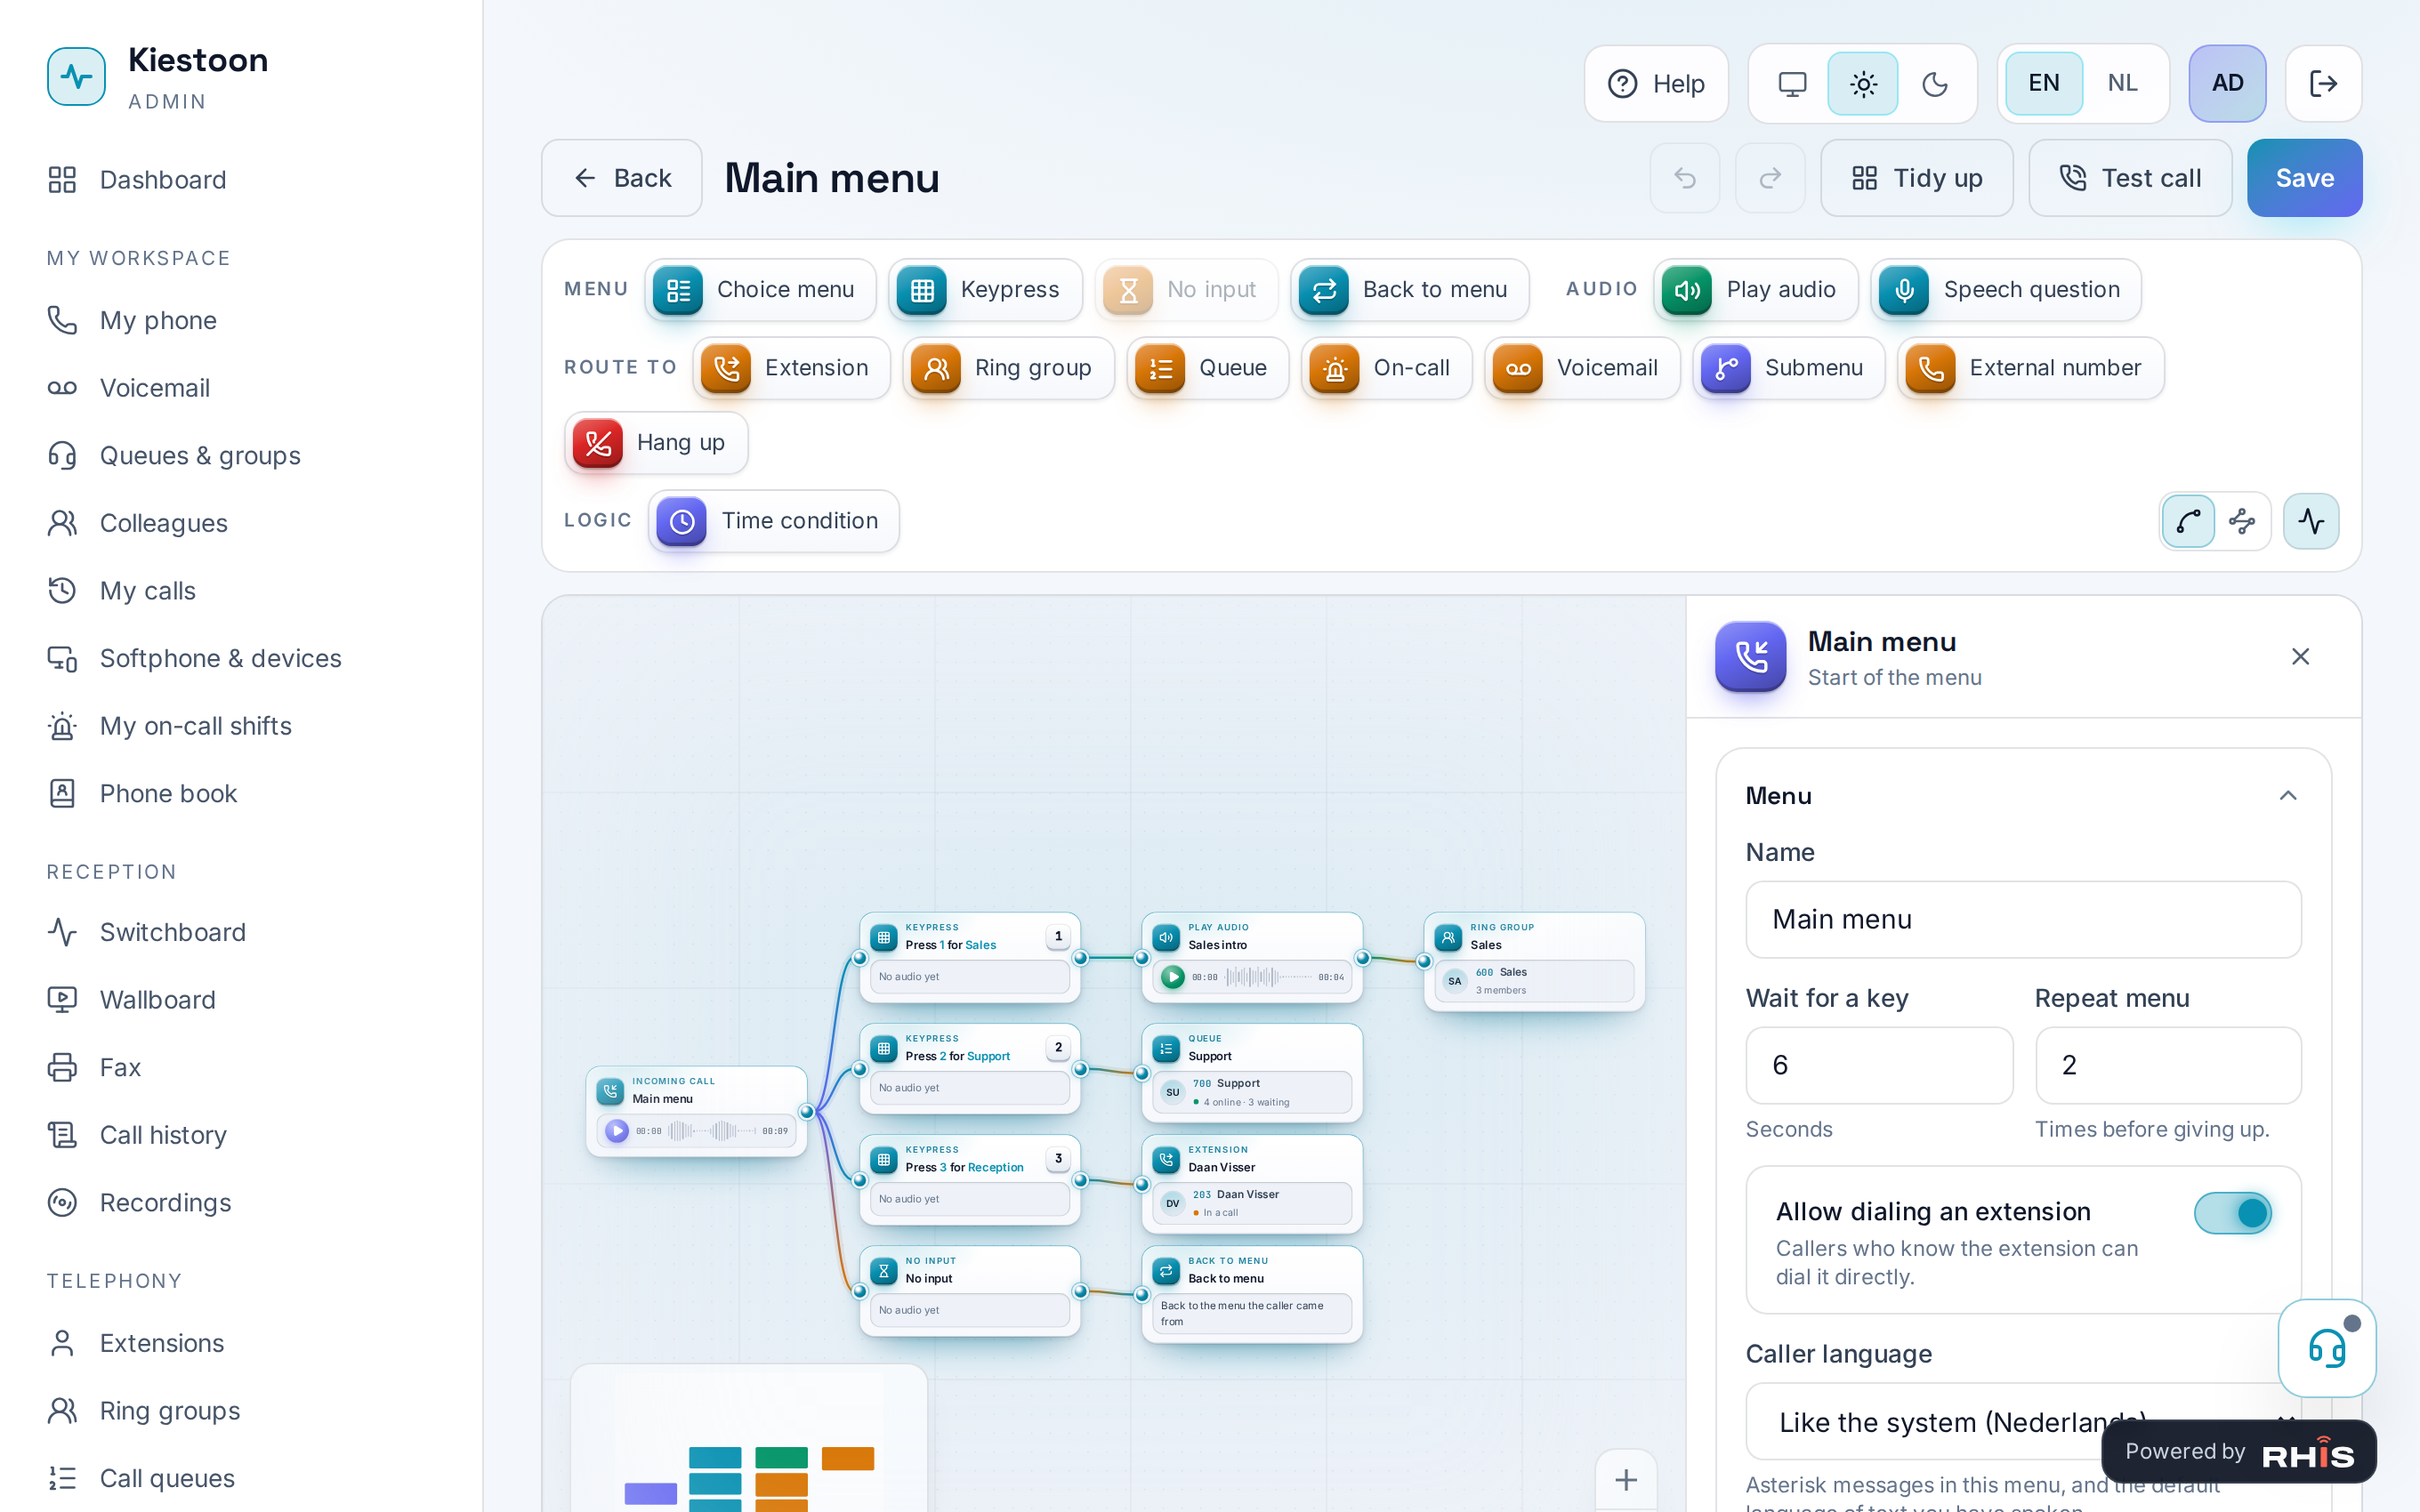 Kiestoon
ADMIN
Dashboard
MY WORKSPACE
My phone
Voicemail
Queues & groups
Colleagues
My calls
Softphone & devices
My on-call shifts
Phone book
RECEPTION
Switchboard
Wallboard
Fax
Call history
Recordings
TELEPHONY
Extensions
Ring groups
Call queues
Help
EN
NL
AD
Back
Main menu
Tidy up
Test call
Save
MENU
Choice menu
Keypress
No input
Back to menu
AUDIO
Play audio
Speech question
ROUTE TO
Extension
Ring group
Queue
On-call
Voicemail
Submenu
External number
Hang up
LOGIC
Time condition
INCOMING CALL
Main menu
00:00
00:09
KEYPRESS
Press 1 for Sales
1
No audio yet
PLAY AUDIO
Sales intro
00:00
00:04
RING GROUP
Sales
SA
600 Sales
3 members
KEYPRESS
Press 2 for Support
2
No audio yet
QUEUE
Support
SU
700 Support
4 online · 3 waiting
KEYPRESS
Press 3 for Reception
3
No audio yet
EXTENSION
Daan Visser
DV
203 Daan Visser
In a call
NO INPUT
No input
No audio yet
BACK TO MENU
Back to menu
Back to the menu the caller came
from
Main menu
Start of the menu
Menu
Name
Main menu
Wait for a key
Repeat menu
6
2
Seconds
Times before giving up.
Allow dialing an extension
Callers who know the extension can
dial it directly.
Caller language
Like the system (Nederlands)
Asterisk messages in this menu, and the default
language of text you have spoken
Powered by RHIS